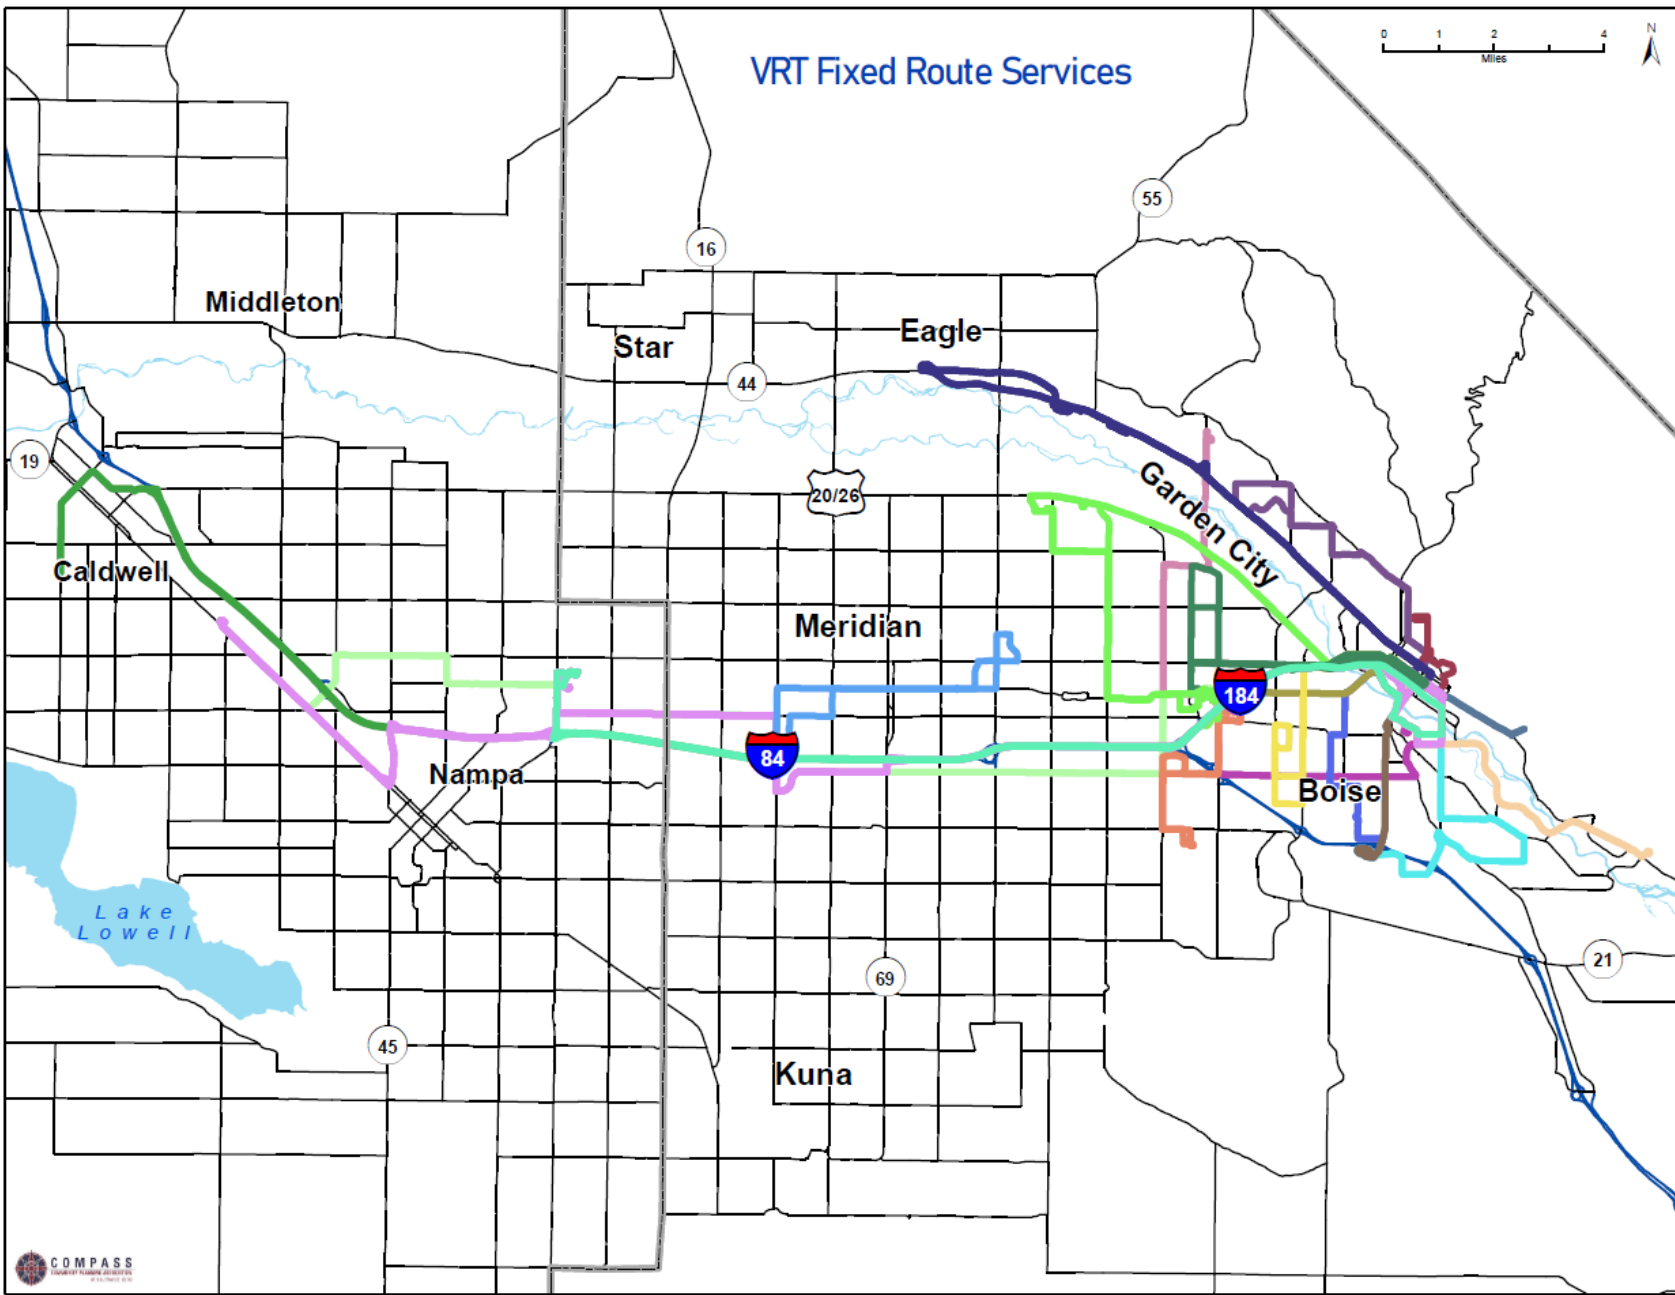 VRT Fixed Route Services
0 1 2 4
Miles
N
55
16
Middleton
Star
Eagle
44
19
20/26
Garden City
Caldwell
Meridian
184
84
Nampa
Boise
Lake
Lowell
69
21
45
Kuna
COMPASS